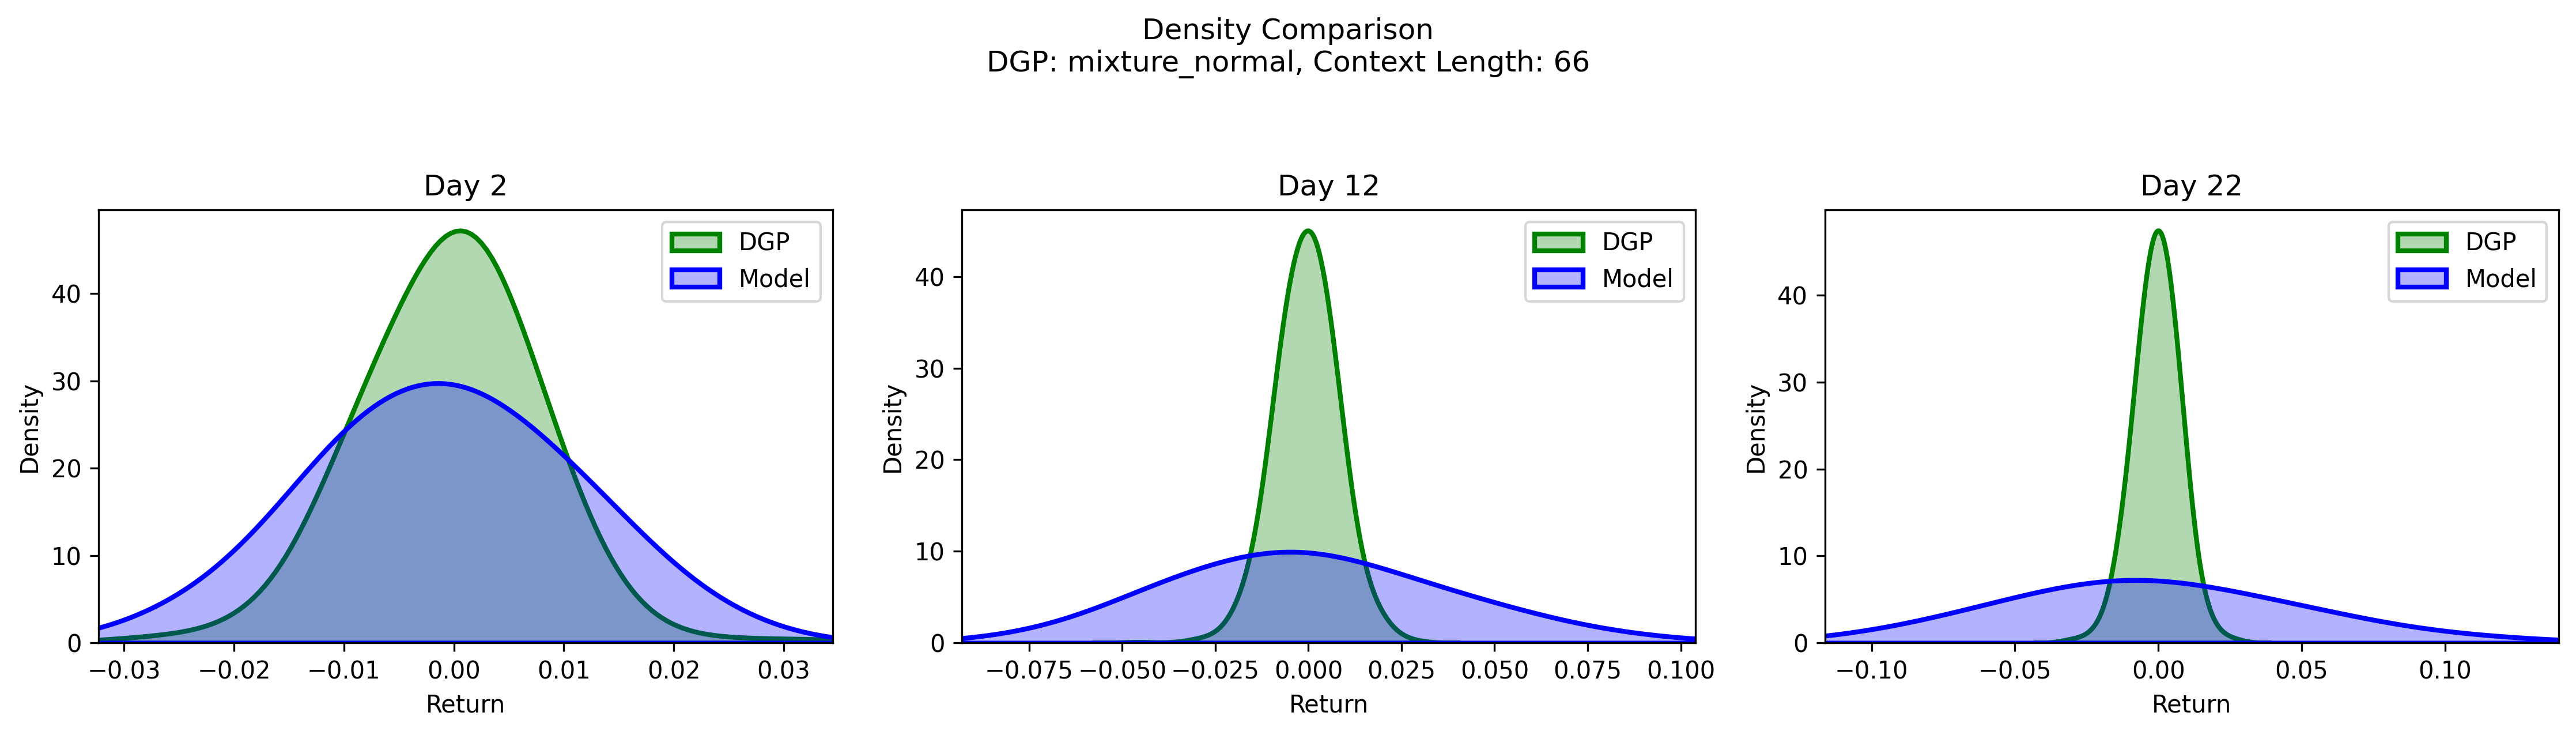 Density Comparison
DGP: mixture_normal, Context Length: 66
Day 2
DGP
Model
40
30
20
10
0
Density
−0.03 −0.02 −0.01 0.00 0.01 0.02 0.03
Return
Day 12
DGP
Model
40
30
20
10
0
Density
−0.075 −0.050 −0.025 0.000 0.025 0.050 0.075 0.100
Return
Day 22
DGP
Model
40
30
20
10
0
Density
−0.10 −0.05 0.00 0.05 0.10
Return